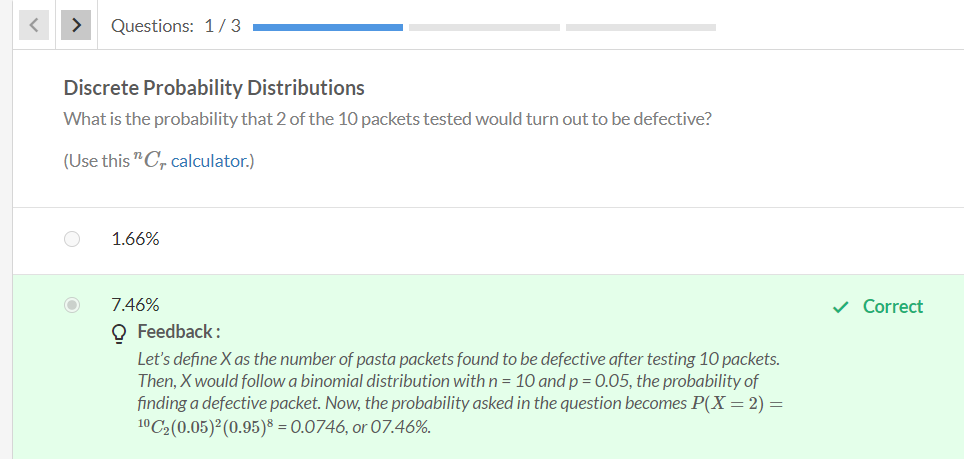 Questions: 1 / 3
Discrete Probability Distributions
What is the probability that 2 of the 10 packets tested would turn out to be defective?
(Use this ⁿCᵣ calculator.)
1.66%
7.46%
Correct
Feedback :
Let’s define X as the number of pasta packets found to be defective after testing 10 packets.
Then, X would follow a binomial distribution with n = 10 and p = 0.05, the probability of
finding a defective packet. Now, the probability asked in the question becomes P(X = 2) =
¹⁰C₂(0.05)²(0.95)⁸ = 0.0746, or 07.46%.